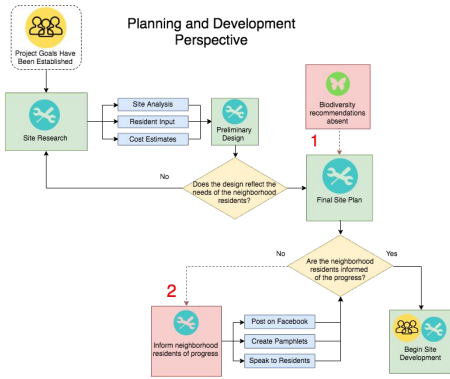 Planning and Development
Perspective
Project Goals Have
Been Established
Site Research
Site Analysis
Resident Input
Cost Estimates
Preliminary
Design
Biodiversity
recommendations
absent
1
No
Does the design reflect the
needs of the neighborhood
residents?
Final Site Plan
No
Are the neighborhood
residents informed
of the progress?
Yes
2
Inform neighborhood
residents of progress
Post on Facebook
Create Pamphlets
Speak to Residents
Begin Site
Development